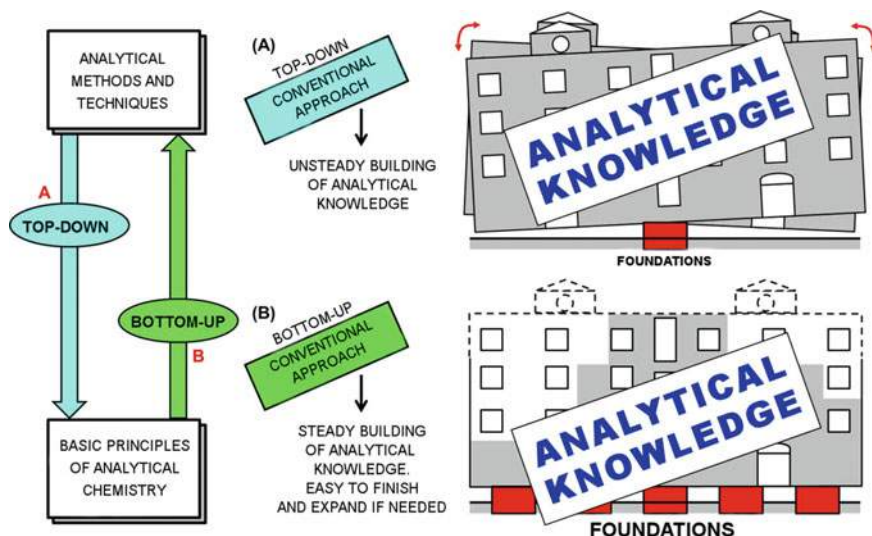 ANALYTICAL
METHODS AND
TECHNIQUES
A
TOP-DOWN
BOTTOM-UP
B
BASIC PRINCIPLES
OF ANALYTICAL
CHEMISTRY
(A)
TOP-DOWN
CONVENTIONAL
APPROACH
UNSTEADY BUILDING
OF ANALYTICAL
KNOWLEDGE
ANALYTICAL
KNOWLEDGE
FOUNDATIONS
(B)
BOTTOM-UP
CONVENTIONAL
APPROACH
STEADY BUILDING
OF ANALYTICAL
KNOWLEDGE.
EASY TO FINISH
AND EXPAND IF NEEDED
ANALYTICAL
KNOWLEDGE
FOUNDATIONS